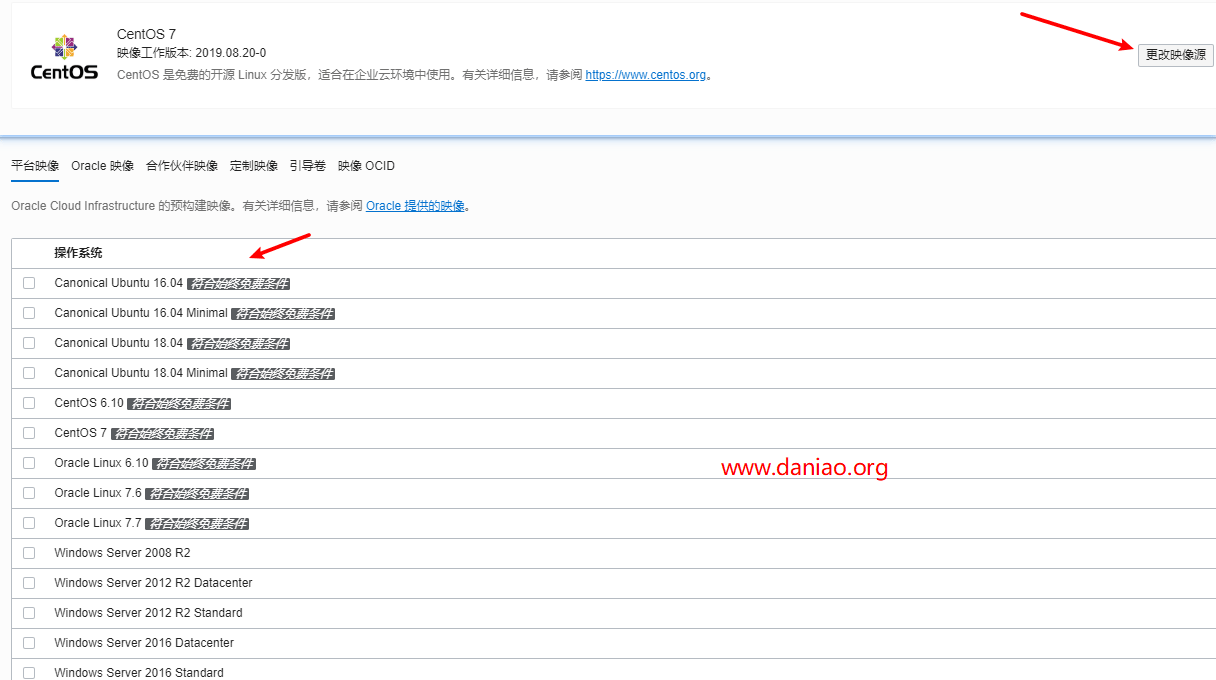 CentOS 7
映像工作版本: 2019.08.20-0
CentOS
CentOS 是免费的开源 Linux 分发版，适合在企业云环境中使用。有关详细信息，请参阅 https://www.centos.org。
更改映像源
平台映像 Oracle 映像 合作伙伴映像 定制映像 引导卷 映像 OCID
Oracle Cloud Infrastructure 的预构建映像。有关详细信息，请参阅 Oracle 提供的映像。
操作系统
Canonical Ubuntu 16.04 符合始终免费条件
Canonical Ubuntu 16.04 Minimal 符合始终免费条件
Canonical Ubuntu 18.04 符合始终免费条件
Canonical Ubuntu 18.04 Minimal 符合始终免费条件
CentOS 6.10 符合始终免费条件
CentOS 7 符合始终免费条件
Oracle Linux 6.10 符合始终免费条件
www.daniao.org
Oracle Linux 7.6 符合始终免费条件
Oracle Linux 7.7 符合始终免费条件
Windows Server 2008 R2
Windows Server 2012 R2 Datacenter
Windows Server 2012 R2 Standard
Windows Server 2016 Datacenter
Windows Server 2016 Standard